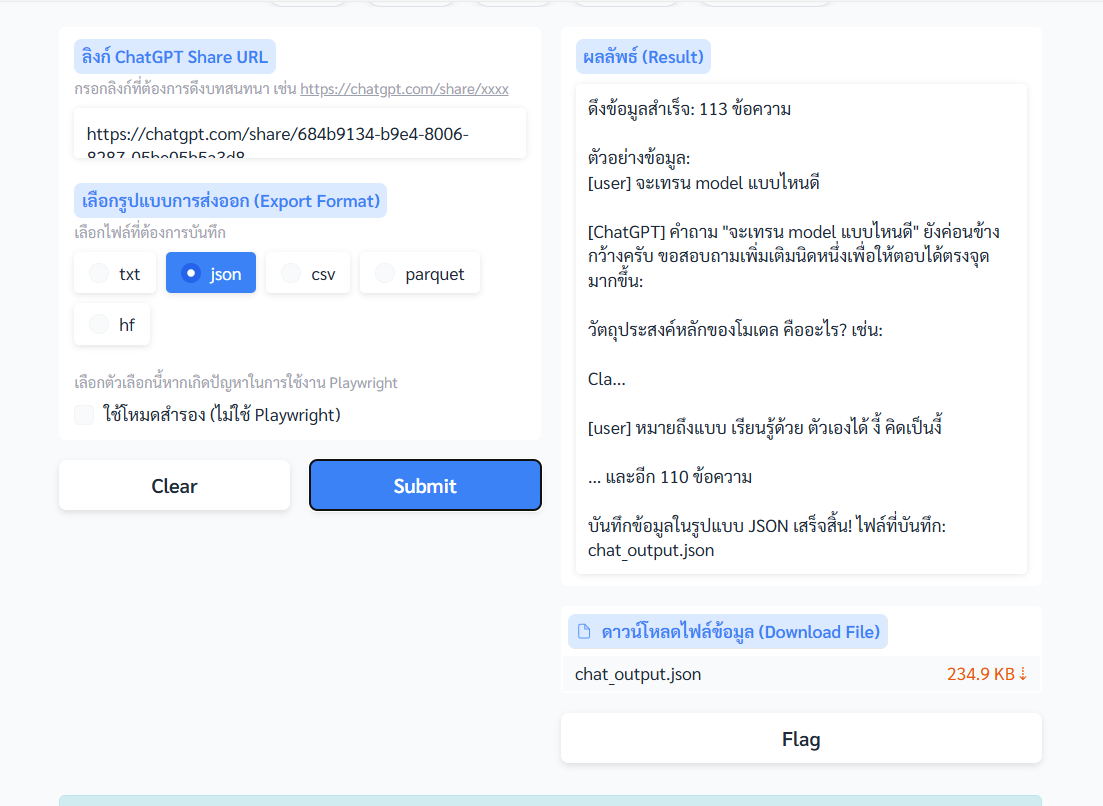 ลิงก์ ChatGPT Share URL
กรอกลิงก์ที่ต้องการดึงบทสนทนา เช่น https://chatgpt.com/share/xxxx
https://chatgpt.com/share/684b9134-b9e4-8006-
8287-05be05b5a3d8
เลือกรูปแบบการส่งออก (Export Format)
เลือกไฟล์ที่ต้องการบันทึก
txt
json
csv
parquet
hf
เลือกตัวเลือกนี้หากเกิดปัญหาในการใช้งาน Playwright
ใช้โหมดสำรอง (ไม่ใช้ Playwright)
Clear
Submit
ผลลัพธ์ (Result)
ดึงข้อมูลสำเร็จ: 113 ข้อความ
ตัวอย่างข้อมูล:
[user] จะเทรน model แบบไหนดี
[ChatGPT] คำถาม "จะเทรน model แบบไหนดี" ยังค่อนข้าง
กว้างครับ ขอสอบถามเพิ่มเติมนิดหนึ่งเพื่อให้ตอบได้ตรงจุด
มากขึ้น:
วัตถุประสงค์หลักของโมเดล คืออะไร? เช่น:
Cla...
[user] หมายถึงแบบ เรียนรู้ด้วย ตัวเองได้ งี้ คิดเป็นงี้
... และอีก 110 ข้อความ
บันทึกข้อมูลในรูปแบบ JSON เสร็จสิ้น! ไฟล์ที่บันทึก:
chat_output.json
ดาวน์โหลดไฟล์ข้อมูล (Download File)
chat_output.json
234.9 KB ⇣
Flag